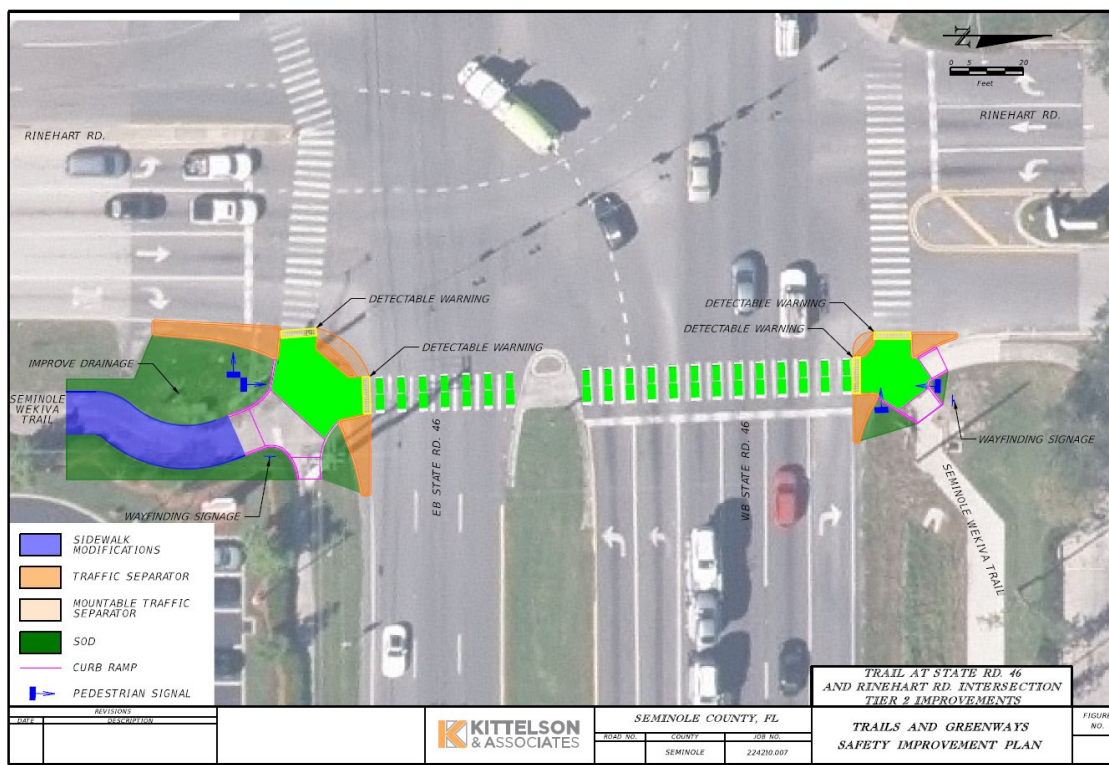 N
0 5 20
Feet
RINEHART RD.
RINEHART RD.
DETECTABLE WARNING
DETECTABLE WARNING
DETECTABLE WARNING
DETECTABLE WARNING
IMPROVE DRAINAGE
SEMINOLE
WEKIVA
TRAIL
EB STATE RD. 46
WB STATE RD. 46
WAYFINDING SIGNAGE
SEMINOLE WEKIVA TRAIL
WAYFINDING SIGNAGE
SIDEWALK
MODIFICATIONS
TRAFFIC SEPARATOR
MOUNTABLE TRAFFIC
SEPARATOR
SOD
CURB RAMP
PEDESTRIAN SIGNAL
TRAIL AT STATE RD. 46
AND RINEHART RD. INTERSECTION
TIER 2 IMPROVEMENTS
REVISIONS
DATE DESCRIPTION
KITTELSON
& ASSOCIATES
SEMINOLE COUNTY, FL
ROAD NO. COUNTY JOB NO.
SEMINOLE 224210.007
TRAILS AND GREENWAYS
SAFETY IMPROVEMENT PLAN
FIGURE
NO.